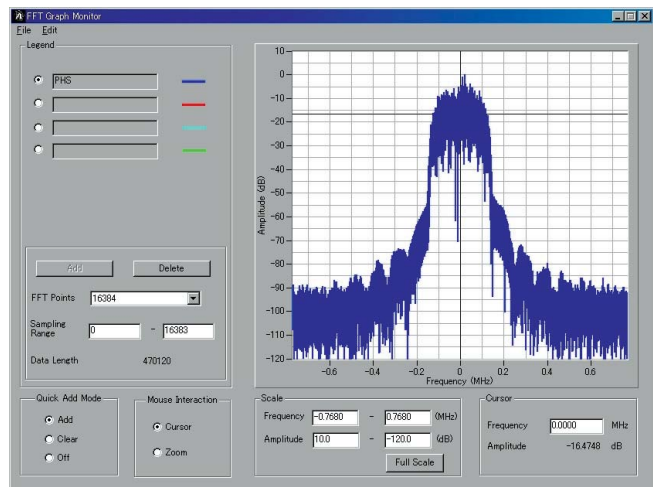 FFT Graph Monitor
File Edit
Legend
PHS
Add Delete
FFT Points 16384
Sampling Range 0 - 16383
Data Length 470120
Quick Add Mode
Add
Clear
Off
Mouse Interaction
Cursor
Zoom
Amplitude (dB)
10
0
-10
-20
-30
-40
-50
-60
-70
-80
-90
-100
-110
-120
-0.6 -0.4 -0.2 0 0.2 0.4 0.6
Frequency (MHz)
Scale
Frequency -0.7680 - 0.7680 (MHz)
Amplitude 10.0 - -120.0 (dB)
Full Scale
Cursor
Frequency 0.0000 MHz
Amplitude -16.4748 dB